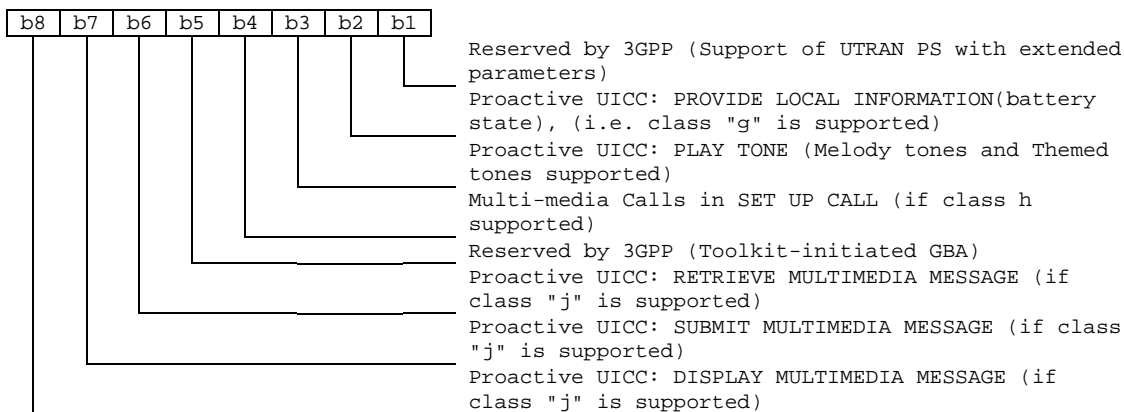 b8 b7 b6 b5 b4 b3 b2 b1
Reserved by 3GPP (Support of UTRAN PS with extended
parameters)
Proactive UICC: PROVIDE LOCAL INFORMATION(battery
state), (i.e. class "g" is supported)
Proactive UICC: PLAY TONE (Melody tones and Themed
tones supported)
Multi-media Calls in SET UP CALL (if class h
supported)
Reserved by 3GPP (Toolkit-initiated GBA)
Proactive UICC: RETRIEVE MULTIMEDIA MESSAGE (if
class "j" is supported)
Proactive UICC: SUBMIT MULTIMEDIA MESSAGE (if class
"j" is supported)
Proactive UICC: DISPLAY MULTIMEDIA MESSAGE (if
class "j" is supported)